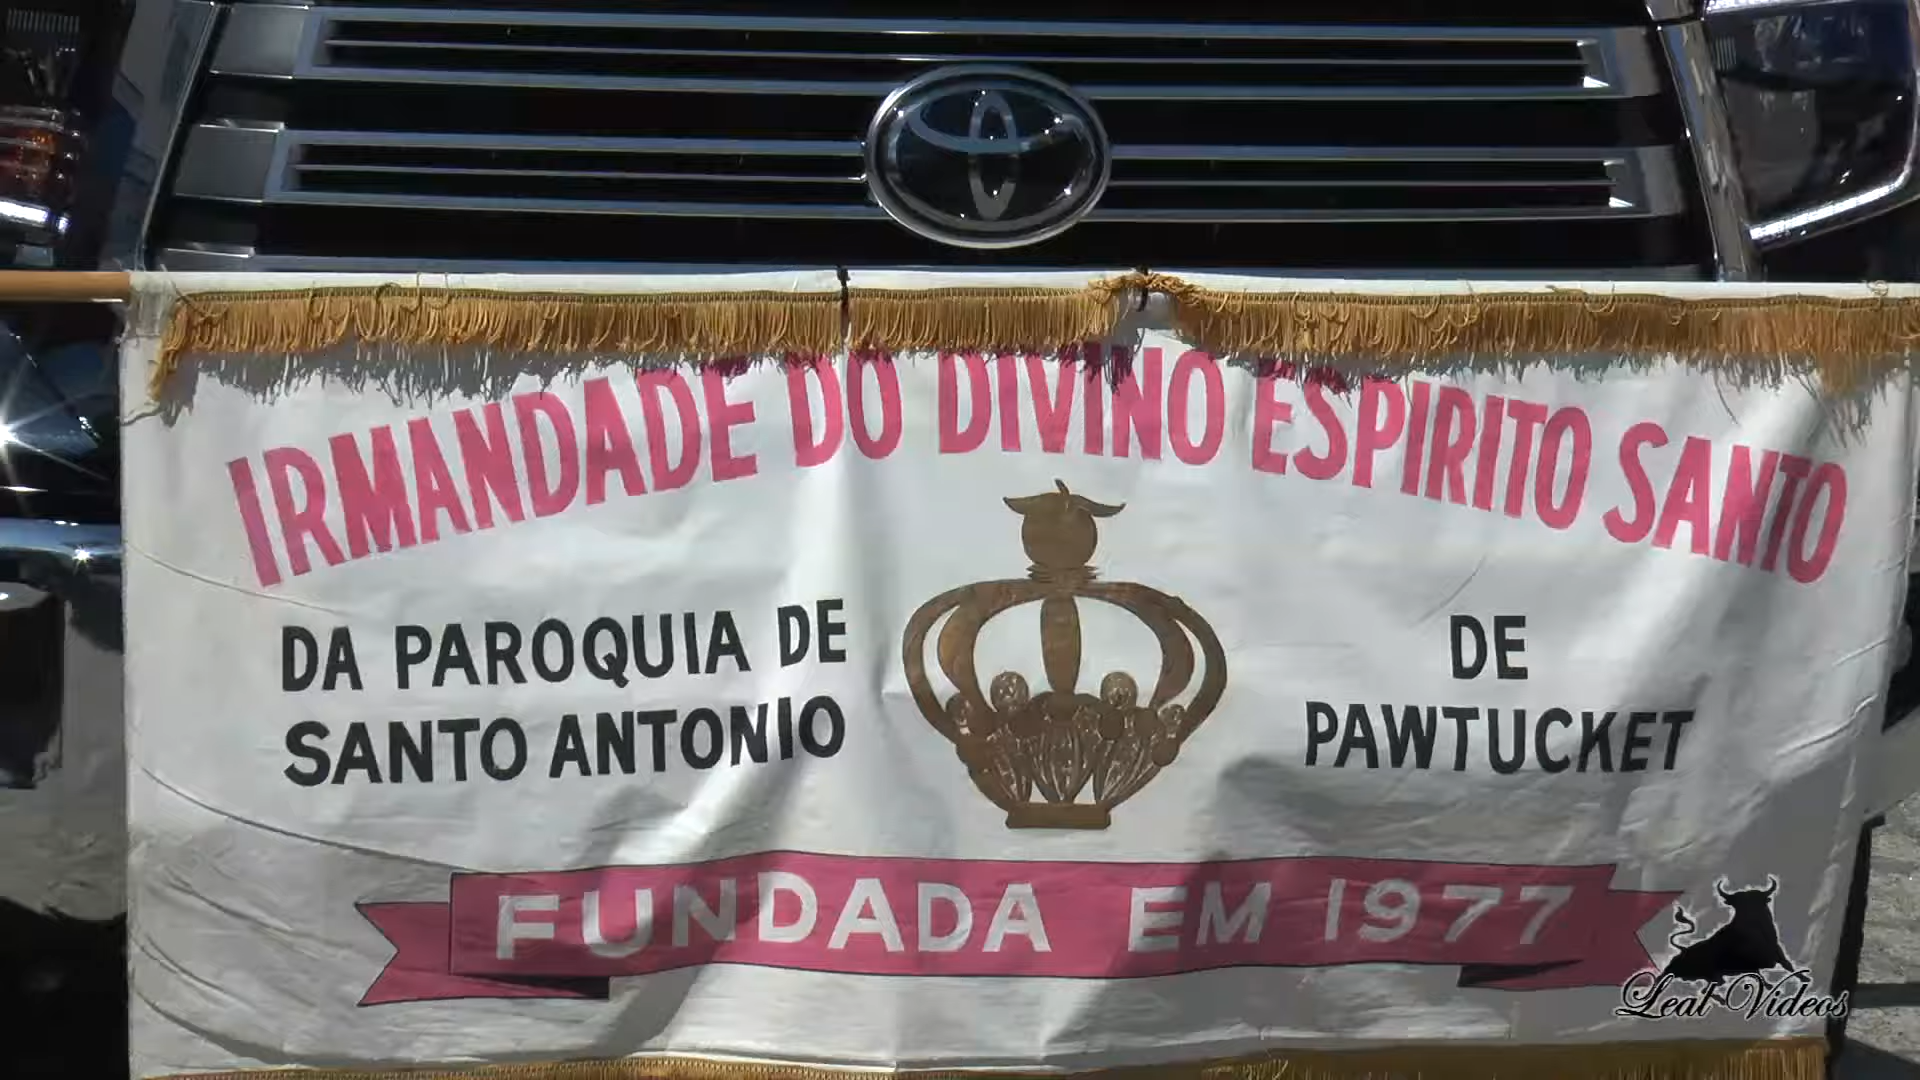 IRMANDADE DO DIVINO ESPIRITO SANTO
DA PAROQUIA DE
SANTO ANTONIO
DE
PAWTUCKET
FUNDADA EM 1977
Leal Videos